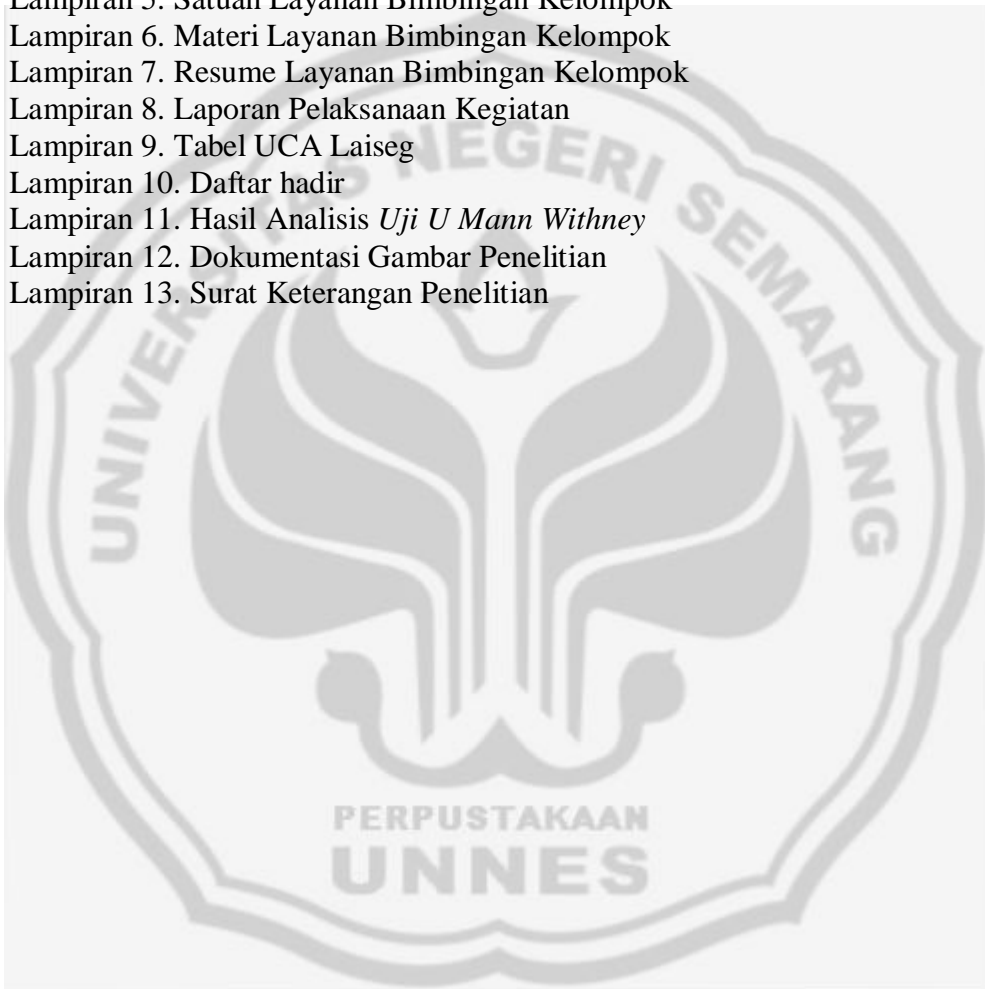 Lampiran 5. Satuan Layanan Bimbingan Kelompok
Lampiran 6. Materi Layanan Bimbingan Kelompok
Lampiran 7. Resume Layanan Bimbingan Kelompok
Lampiran 8. Laporan Pelaksanaan Kegiatan
Lampiran 9. Tabel UCA Laiseg
Lampiran 10. Daftar hadir
Lampiran 11. Hasil Analisis Uji U Mann Withney
Lampiran 12. Dokumentasi Gambar Penelitian
Lampiran 13. Surat Keterangan Penelitian
UNIVERSITAS NEGERI SEMARANG
PERPUSTAKAAN
UNNES